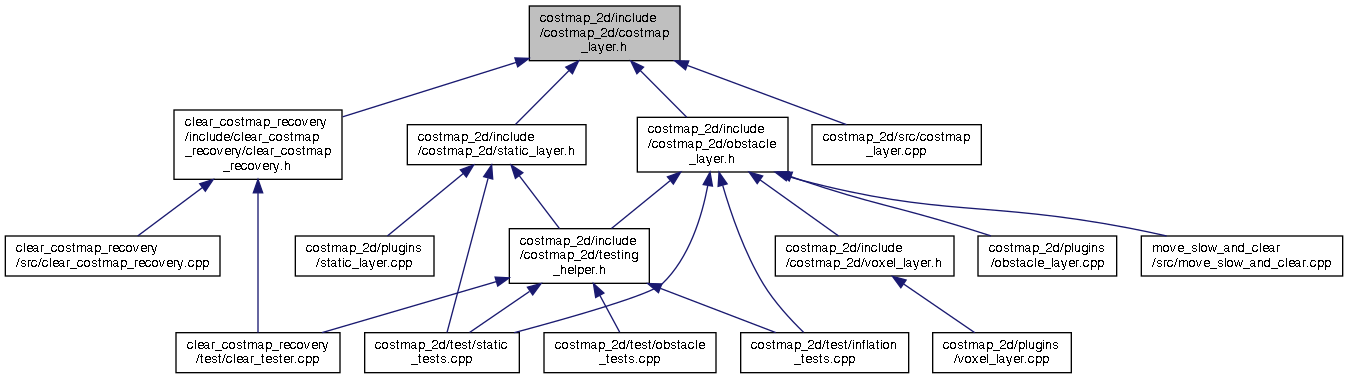 costmap_2d/include
/costmap_2d/costmap
_layer.h
clear_costmap_recovery
/include/clear_costmap
_recovery/clear_costmap
_recovery.h
costmap_2d/include
/costmap_2d/static_layer.h
costmap_2d/include
/costmap_2d/obstacle
_layer.h
costmap_2d/src/costmap
_layer.cpp
clear_costmap_recovery
/src/clear_costmap_recovery.cpp
costmap_2d/plugins
/static_layer.cpp
costmap_2d/include
/costmap_2d/testing
_helper.h
costmap_2d/include
/costmap_2d/voxel_layer.h
costmap_2d/plugins
/obstacle_layer.cpp
move_slow_and_clear
/src/move_slow_and_clear.cpp
clear_costmap_recovery
/test/clear_tester.cpp
costmap_2d/test/static
_tests.cpp
costmap_2d/test/obstacle
_tests.cpp
costmap_2d/test/inflation
_tests.cpp
costmap_2d/plugins
/voxel_layer.cpp